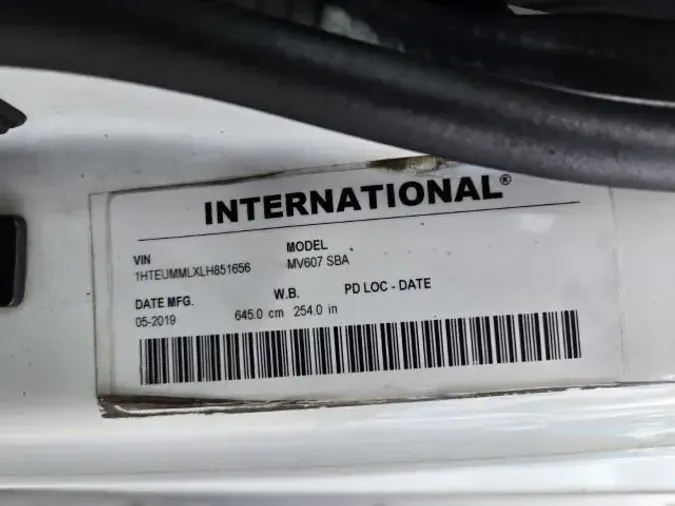 INTERNATIONAL®
VIN MODEL
1HTEUMMLXLH851656 MV607 SBA
DATE MFG. W.B. PD LOC - DATE
05-2019 645.0 cm 254.0 in